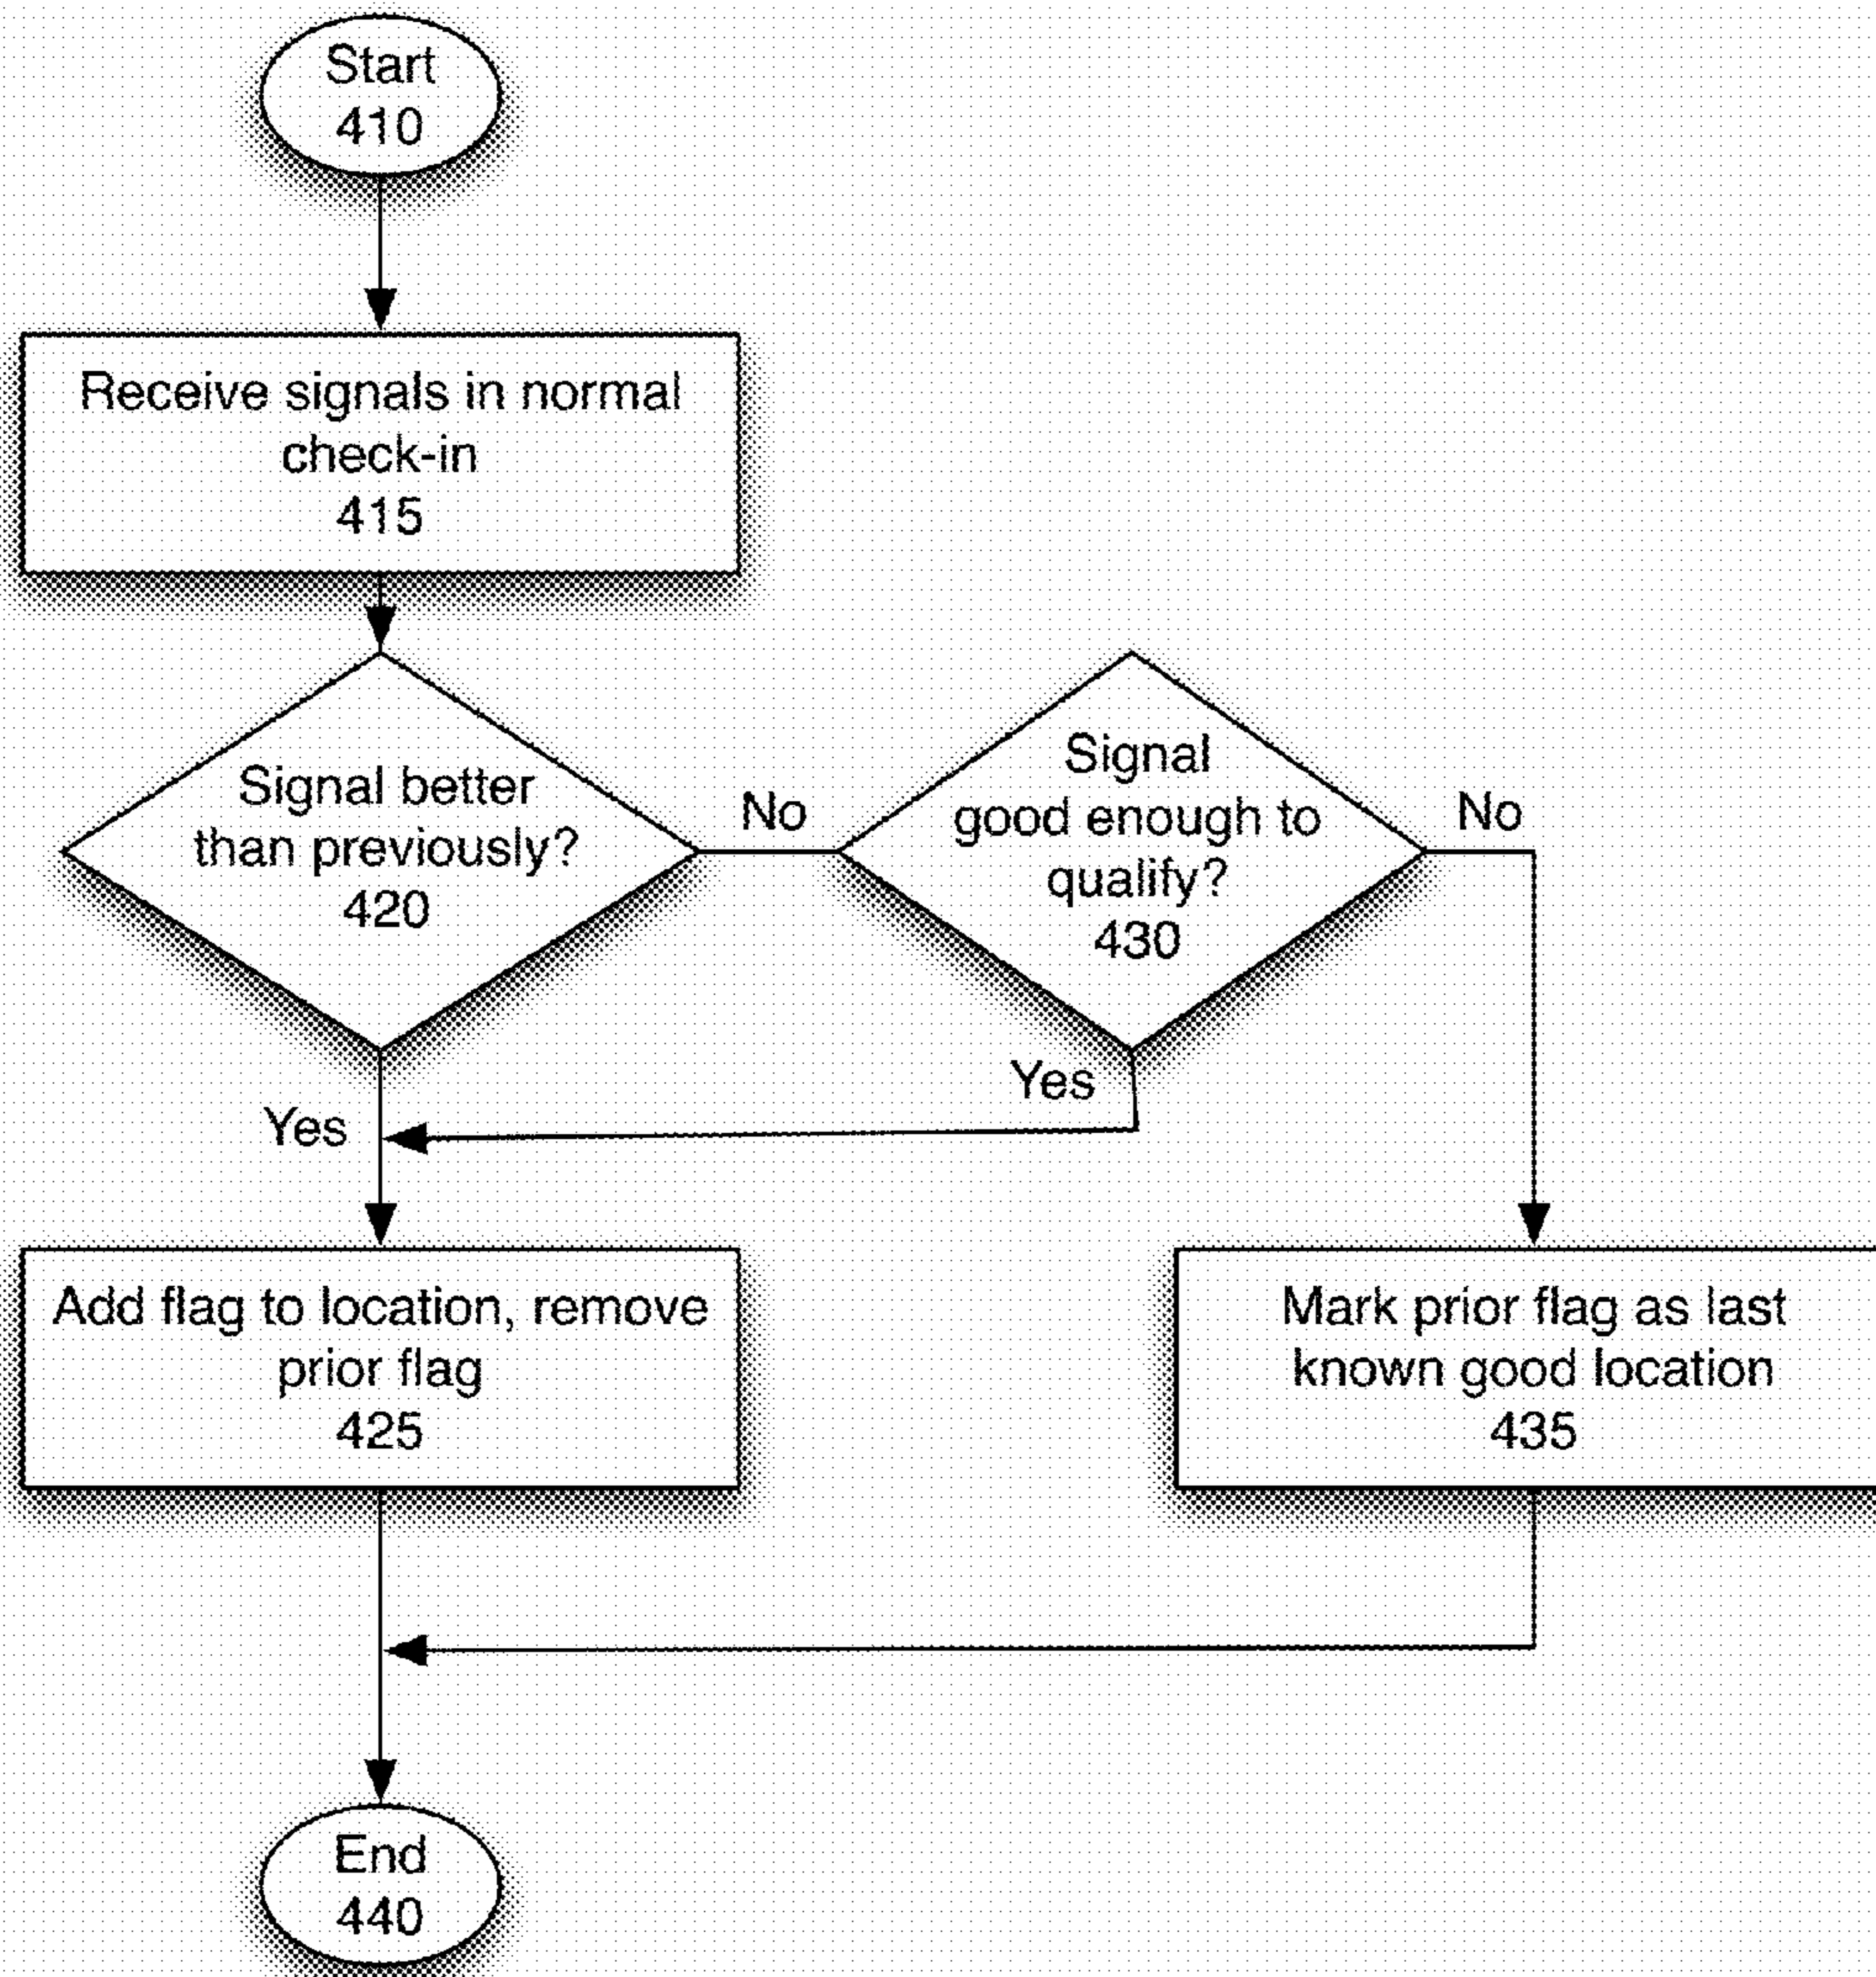 Start
410
Receive signals in normal
check-in
415
Signal better
than previously?
420
No
Signal
good enough to
qualify?
430
No
Yes
Yes
Add flag to location, remove
prior flag
425
Mark prior flag as last
known good location
435
End
440